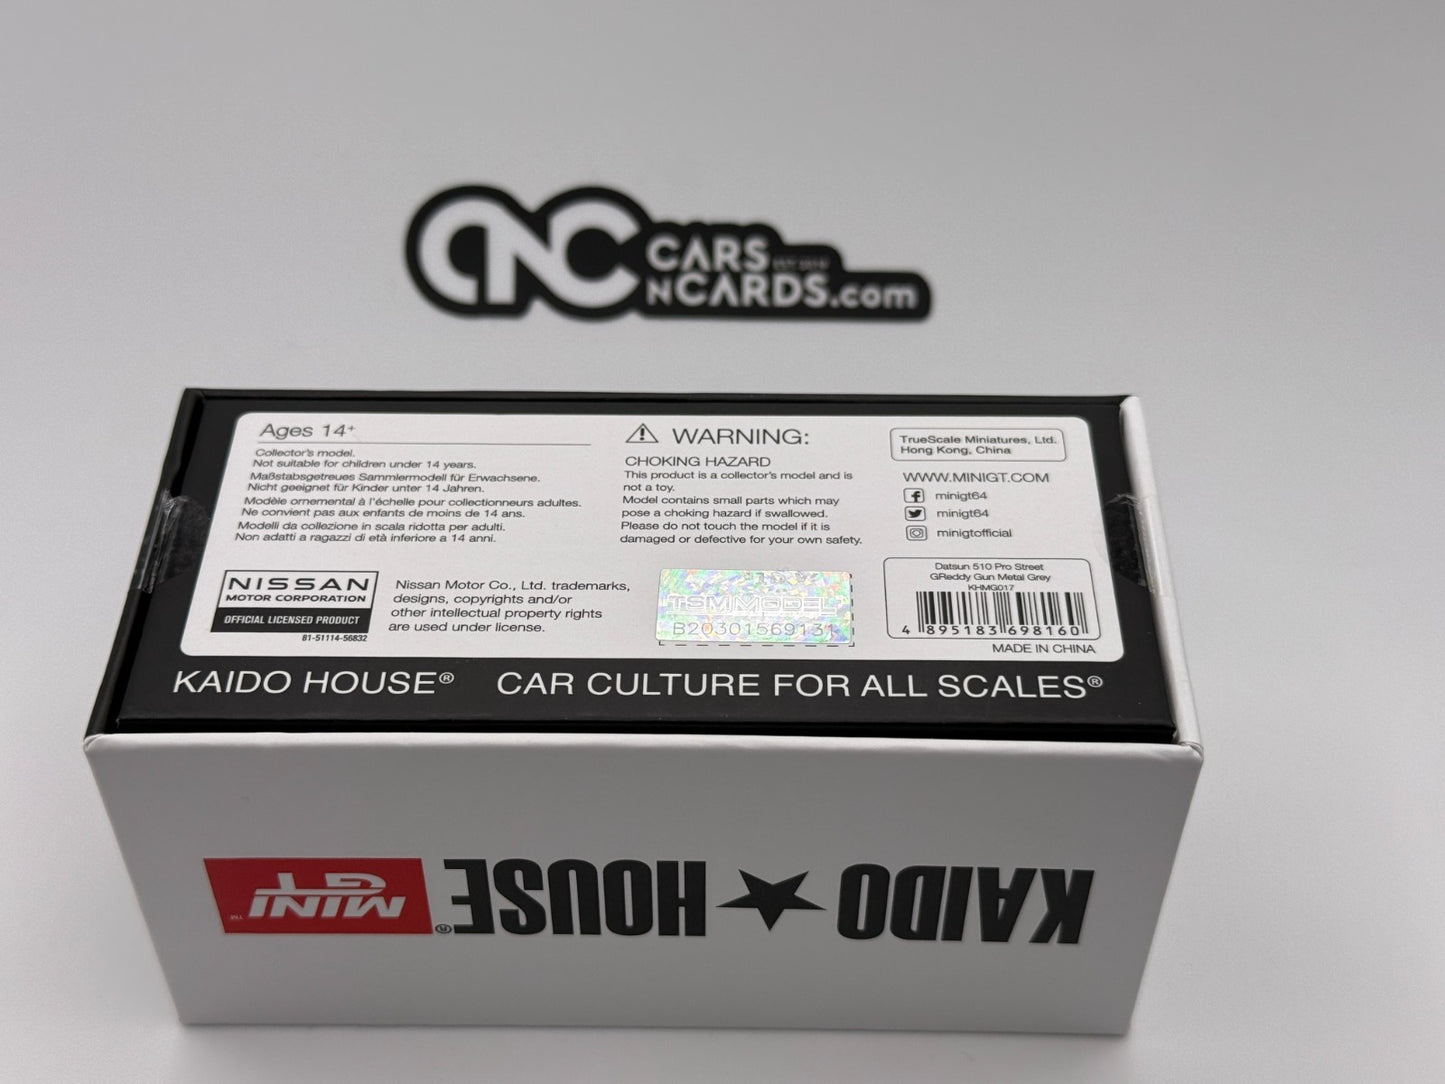 CNC
CARS
EST 2019
NCARDS.com
Ages 14+
Collector's model.
Not suitable for children under 14 years.
Maßstabsgetreues Sammlermodell für Erwachsene.
Nicht geeignet für Kinder unter 14 Jahren.
Modèle ornemental à l'échelle pour collectionneurs adultes.
Ne convient pas aux enfants de moins de 14 ans.
Modelli da collezione in scala ridotta per adulti.
Non adatti a ragazzi di età inferiore a 14 anni.
WARNING:
CHOKING HAZARD
This product is a collector's model and is
not a toy.
Model contains small parts which may
pose a choking hazard if swallowed.
Please do not touch the model if it is
damaged or defective for your own safety.
TrueScale Miniatures, Ltd.
Hong Kong, China
WWW.MINIGT.COM
minigt64
minigt64
minigtofficial
NISSAN
MOTOR CORPORATION
OFFICIAL LICENSED PRODUCT
81-51114-56832
Nissan Motor Co., Ltd. trademarks,
designs, copyrights and/or
other intellectual property rights
are used under license.
TSMMODEL
B20301569131
Datsun 510 Pro Street
GReddy Gun Metal Grey
KHMG017
4 895183 698160
MADE IN CHINA
KAIDO HOUSE® CAR CULTURE FOR ALL SCALES®
KAIDO★HOUSE®
MINI GT™